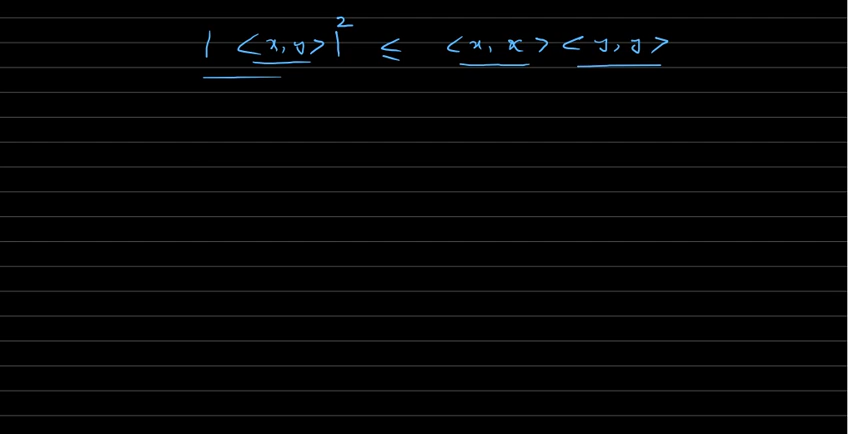 |<x, y>|² ≤ <x, x><y, y>